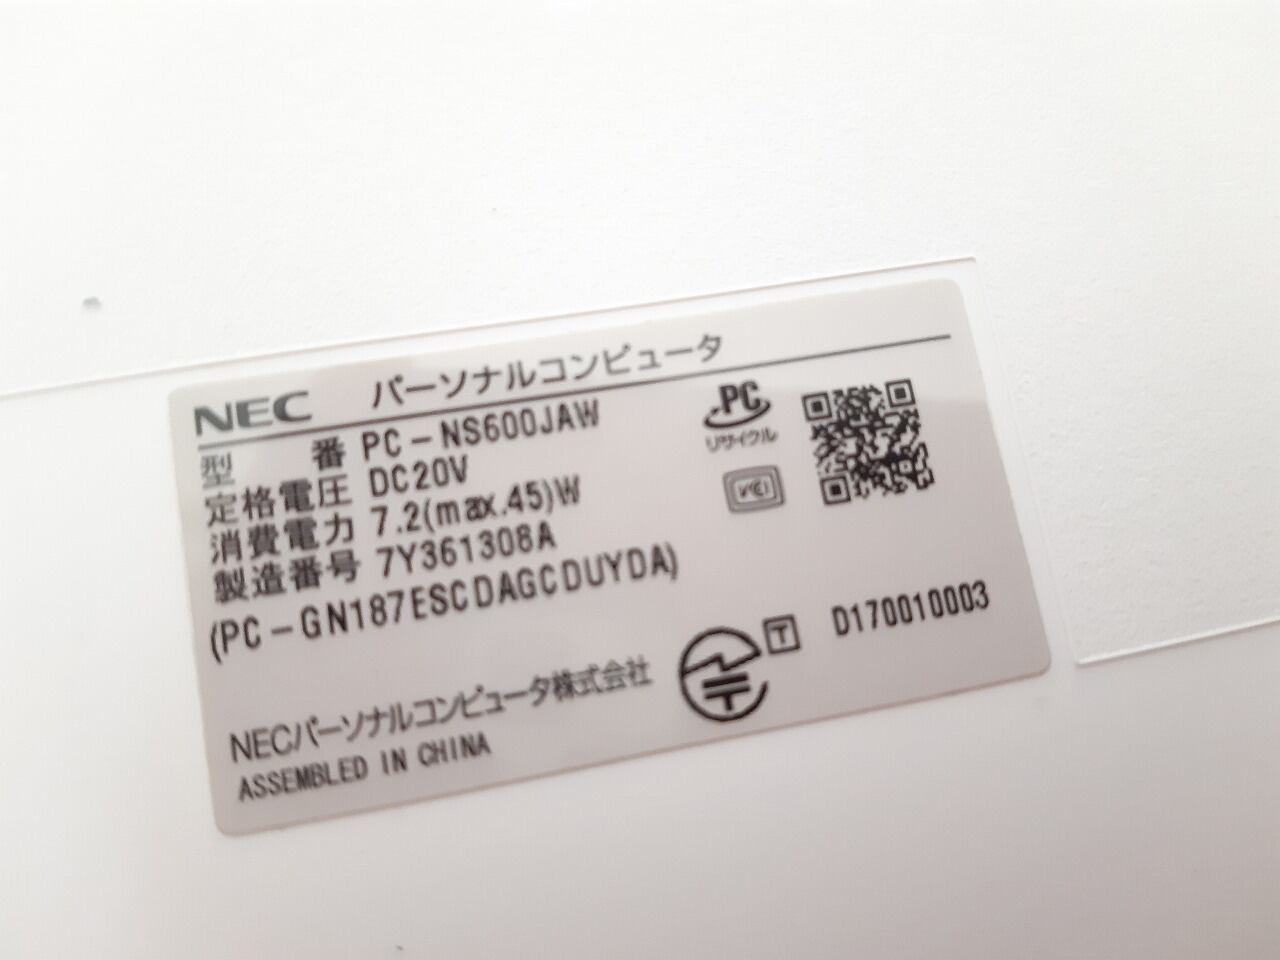 NEC パーソナルコンピュータ
型番 PC-NS600JAW
定格電圧 DC20V
消費電力 7.2(max.45)W
製造番号 7Y361308A
(PC-GN187ESCDAGCDUYDA)
PC
リサイクル
VCI
T D170010003
NECパーソナルコンピュータ株式会社
ASSEMBLED IN CHINA